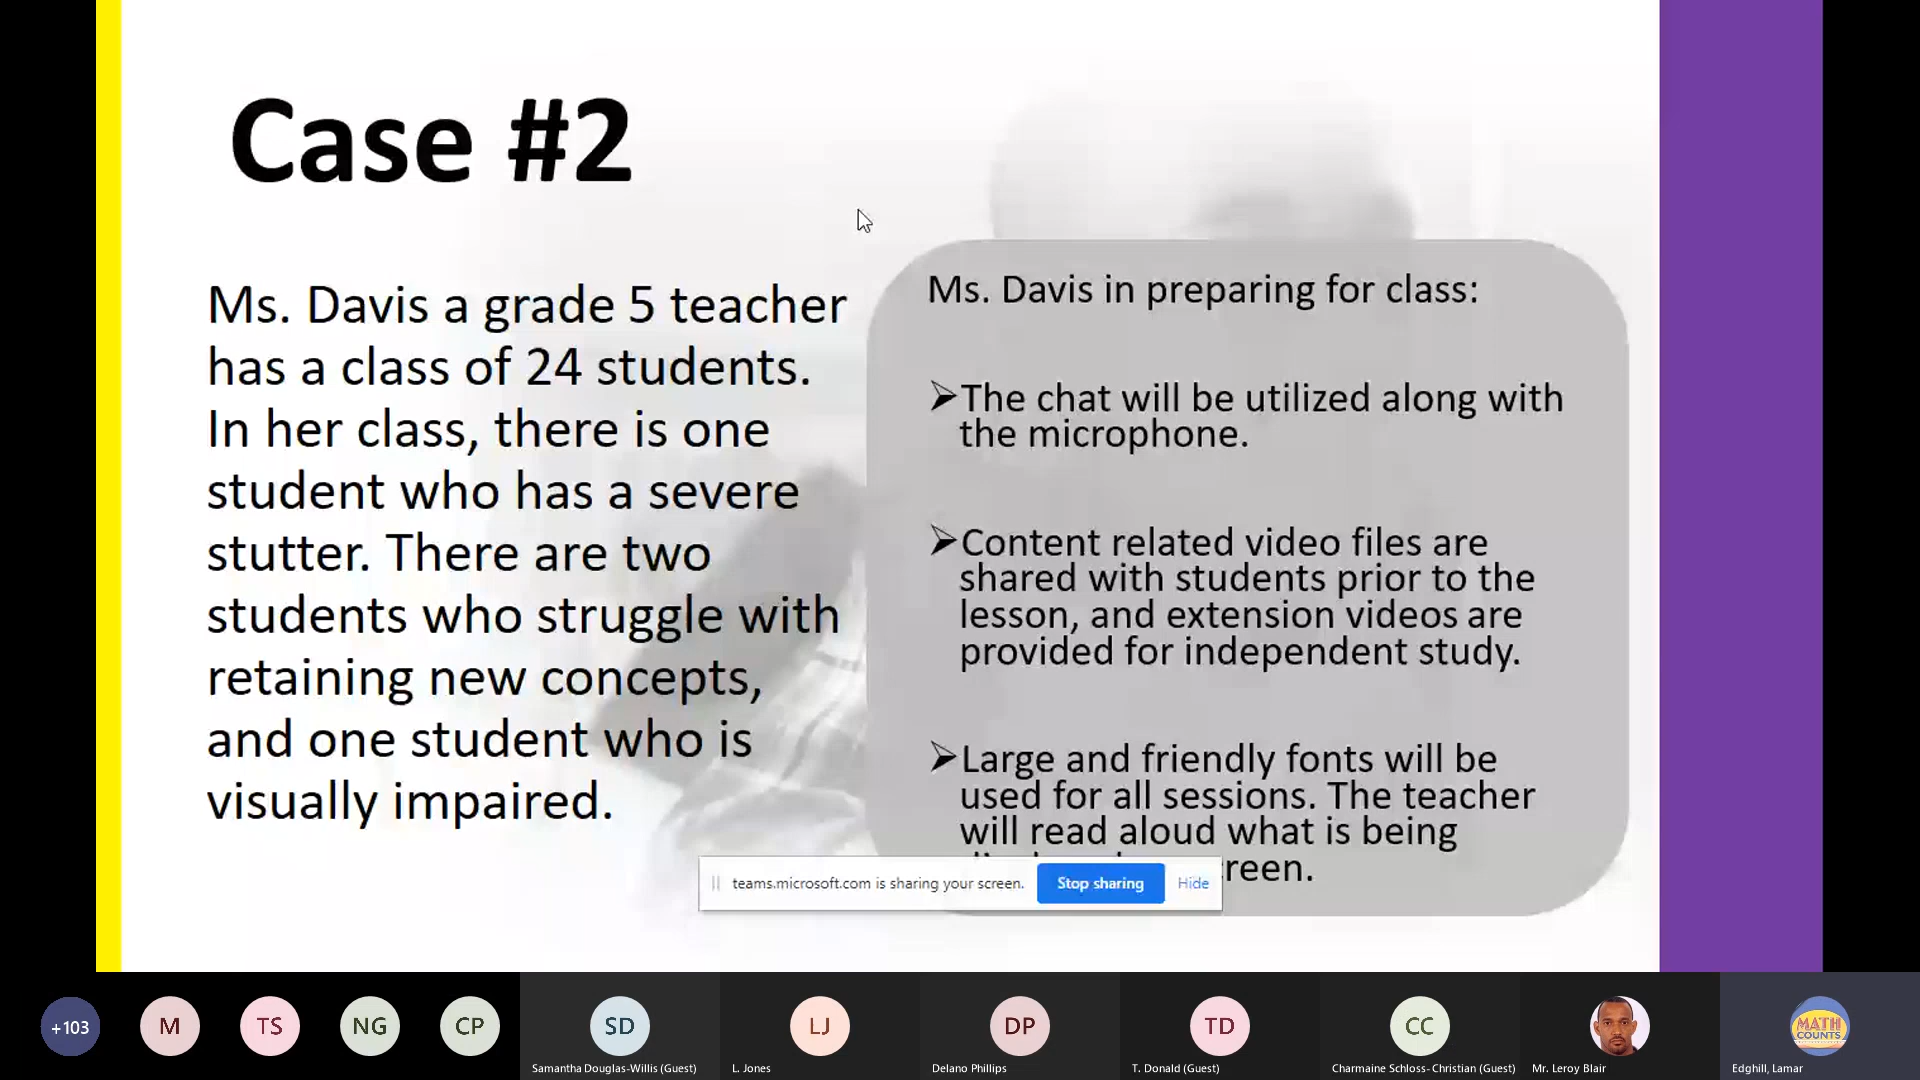 Case #2
Ms. Davis a grade 5 teacher
has a class of 24 students.
In her class, there is one
student who has a severe
stutter. There are two
students who struggle with
retaining new concepts,
and one student who is
visually impaired.
Ms. Davis in preparing for class:
➢The chat will be utilized along with
the microphone.
➢Content related video files are
shared with students prior to the
lesson, and extension videos are
provided for independent study.
➢Large and friendly fonts will be
used for all sessions. The teacher
will read aloud what is being
teams.microsoft.com is sharing your screen.
Stop sharing
Hide
+103
M
TS
NG
CP
SD
LJ
DP
TD
CC
MATH
COUNTS
Samantha Douglas-Willis (Guest)
L. Jones
Delano Phillips
T. Donald (Guest)
Charmaine Schloss- Christian (Guest)
Mr. Leroy Blair
Edghill, Lamar